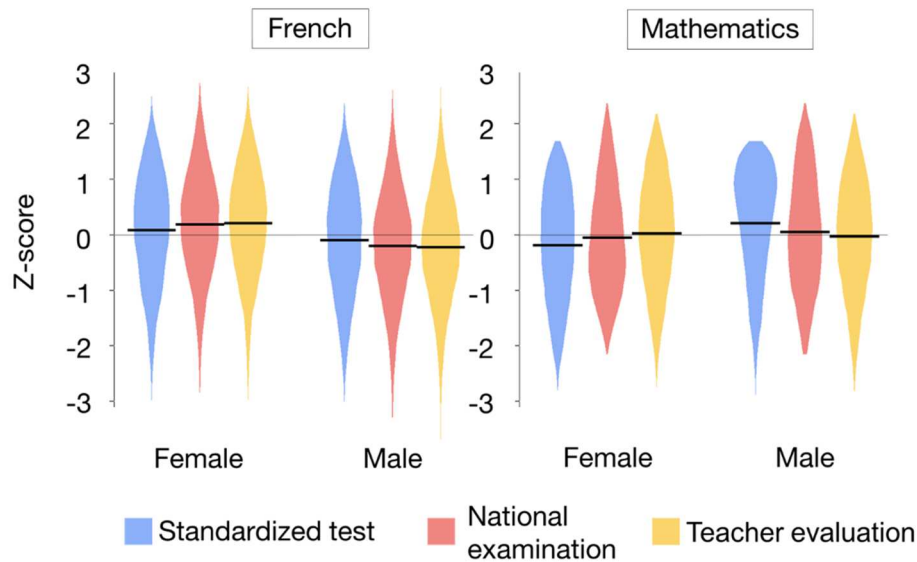 French
Mathematics
3
2
1
0
-1
-2
-3
Z-score
3
2
1
0
-1
-2
-3
Female
Male
Female
Male
Standardized test
National
examination
Teacher evaluation